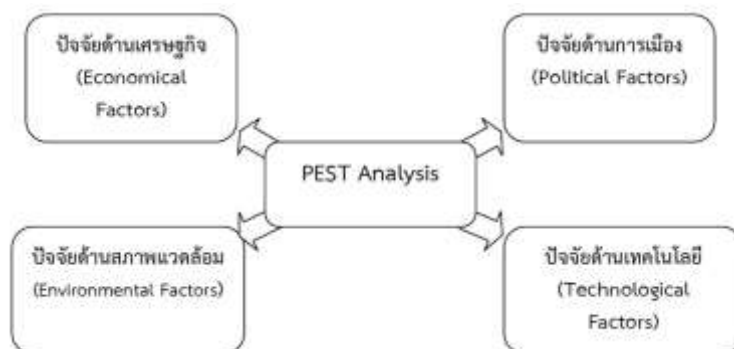 ปัจจัยด้านเศรษฐกิจ
(Economical
Factors)
ปัจจัยด้านการเมือง
(Political Factors)
PEST Analysis
ปัจจัยด้านสภาพแวดล้อม
(Environmental Factors)
ปัจจัยด้านเทคโนโลยี
(Technological
Factors)